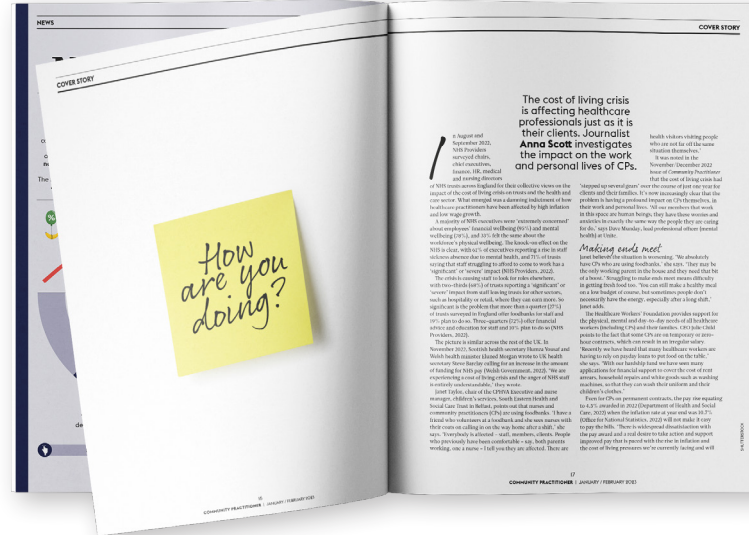 NEWS
COVER STORY
How
are you
doing?
16
COMMUNITY PRACTITIONER | JANUARY / FEBRUARY 2023
COVER STORY
The cost of living crisis
is affecting healthcare
professionals just as it is
their clients. Journalist
Anna Scott investigates
the impact on the work
and personal lives of CPs.
In August and
September 2022,
NHS Providers
surveyed chairs,
chief executives,
finance, HR, medical
and nursing directors
of NHS trusts across England for their collective views on the
impact of the cost of living crisis on trusts and the health and
care sector. What emerged was a damning indictment of how
healthcare practitioners have been affected by high inflation
and low wage growth.
A majority of NHS executives were 'extremely concerned'
about employees' financial wellbeing (95%) and mental
wellbeing (78%), and 32% felt the same about the
workforce's physical wellbeing. The knock-on effect on the
NHS is clear, with 61% of executives reporting a rise in staff
sickness absence due to mental health, and 71% of trusts
saying that staff struggling to afford to come to work has a
'significant' or 'severe' impact (NHS Providers, 2022).
The crisis is causing staff to look for roles elsewhere,
with two-thirds (68%) of trusts reporting a 'significant' or
'severe' impact from staff leaving trusts for other sectors,
such as hospitality or retail, where they can earn more. So
significant is the problem that more than a quarter (27%)
of trusts surveyed in England offer foodbanks for staff and
19% plan to do so. Three-quarters (72%) offer financial
advice and education for staff and 10% plan to do so (NHS
Providers, 2022).
The picture is similar across the rest of the UK. In
November 2022, Scottish health secretary Humza Yousaf and
Welsh health minister Eluned Morgan wrote to UK health
secretary Steve Barclay calling for an increase in the amount
of funding for NHS pay (Welsh Government, 2022). 'We are
experiencing a cost of living crisis and the anger of NHS staff
is entirely understandable,' they wrote.
Janet Taylor, chair of the CPHVA Executive and nurse
manager, children's services, South Eastern Health and
Social Care Trust in Belfast, points out that nurses and
community practitioners (CPs) are using foodbanks. 'I have a
friend who volunteers at a foodbank and she sees nurses with
their coats on calling in on the way home after a shift,' she
says. 'Everybody is affected – staff, members, clients. People
who previously have been comfortable – say, both parents
working, one a nurse – I tell you they are affected. There are
health visitors visiting people
who are not far off the same
situation themselves.'
It was noted in the
November/December 2022
issue of Community Practitioner
that the cost of living crisis had
'stepped up several gears' over the course of just one year for
clients and their families. It's now increasingly clear that the
problem is having a profound impact on CPs themselves, in
their work and personal lives. 'All our members that work
in this space are human beings, they have these worries and
anxieties in exactly the same way the people they are caring
for do,' says Dave Munday, lead professional officer (mental
health) at Unite.
Making ends meet
Janet believes the situation is worsening. 'We absolutely
have CPs who are using foodbanks,' she says. 'They may be
the only working parent in the house and they need that bit
of a boost.' Struggling to make ends meet means difficulty
in getting fresh food too. 'You can still make a healthy meal
on a low budget of course, but sometimes people don't
necessarily have the energy, especially after a long shift,'
Janet adds.
The Healthcare Workers' Foundation provides support for
the physical, mental and day-to-day needs of all healthcare
workers (including CPs) and their families. CFO Jolie Child
points to the fact that some CPs are on temporary or zero-
hour contracts, which can result in an irregular salary.
'Recently we have heard that many healthcare workers are
having to rely on payday loans to put food on the table,'
she says. 'With our hardship fund we have seen many
applications for financial support to cover the cost of rent
arrears, household repairs and white goods such as washing
machines, so that they can wash their uniform and their
children's clothes.'
Even for CPs on permanent contracts, the pay rise equating
to 4.3% awarded in 2022 (Department of Health and Social
Care, 2022) when the inflation rate at year end was 10.7%
(Office for National Statistics, 2022) will not make it easy
to pay the bills. 'There is widespread dissatisfaction with
the pay award and a real desire to take action and support
improved pay that is paced with the rise in inflation and
the cost of living pressures we're currently facing and will
SHUTTERSTOCK
17
COMMUNITY PRACTITIONER | JANUARY / FEBRUARY 2023